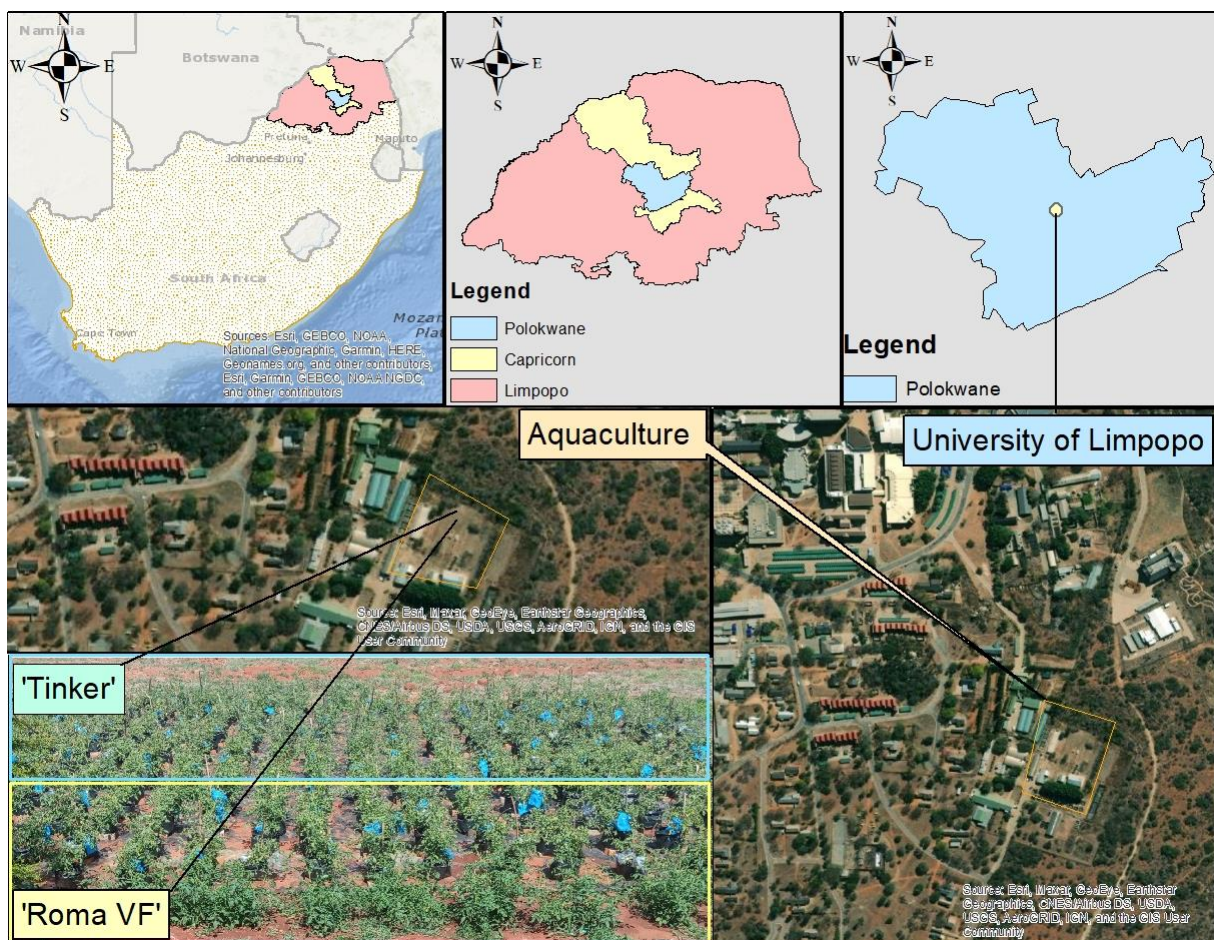 N
W
E
S
Namibia
Botswana
Pretoria
Johannesburg
Maputo
South Africa
Cape Town
Mozam
Plat
Sources: Esri, GEBCO, NOAA,
National Geographic, Garmin, HERE,
Geonames.org, and other contributors,
Esri, Garmin, GEBCO, NOAA NGDC,
and other contributors
N
W
E
S
Legend
Polokwane
Capricorn
Limpopo
N
W
E
S
Legend
Polokwane
Aquaculture
University of Limpopo
Source: Esri, Maxar, GeoEye, Earthstar Geographics,
CNES/Airbus DS, USDA, USGS, AeroGRID, IGN, and the GIS
User Community
'Tinker'
'Roma VF'
Source: Esri, Maxar, GeoEye, Earthstar
Geographics, CNES/Airbus DS, USDA,
USGS, AeroGRID, IGN, and the GIS User
Community